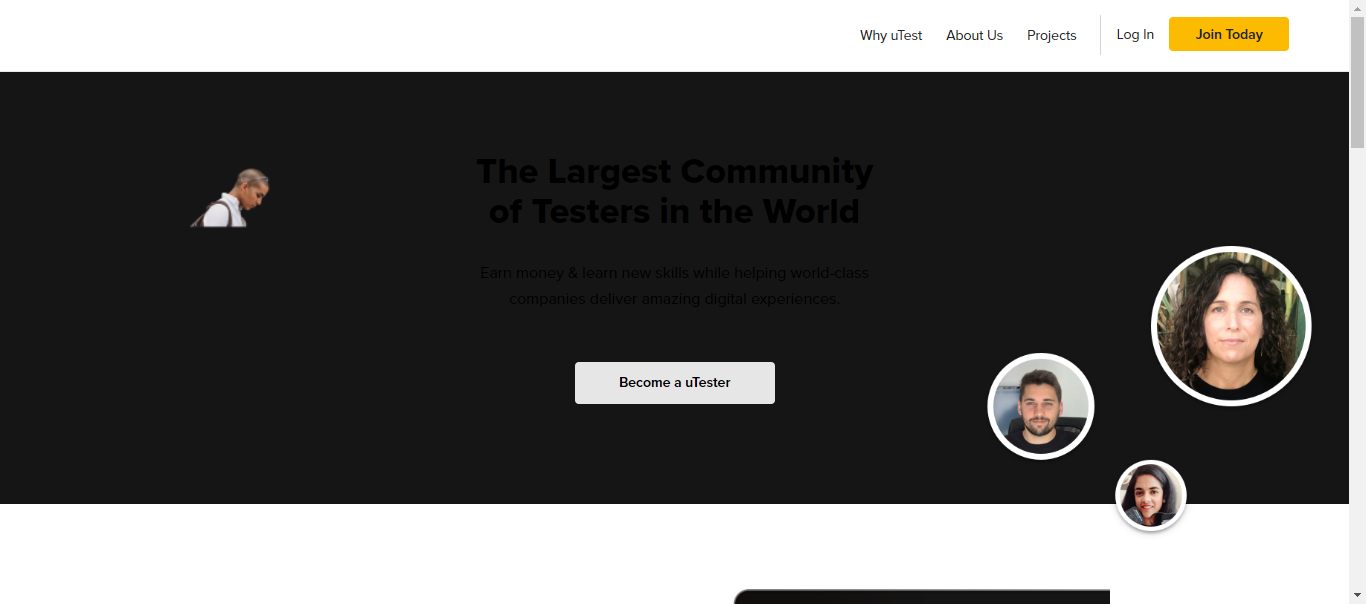 Why uTest
About Us
Projects
Log In
Join Today
The Largest Community
of Testers in the World
Earn money & learn new skills while helping world-class
companies deliver amazing digital experiences.
Become a uTester